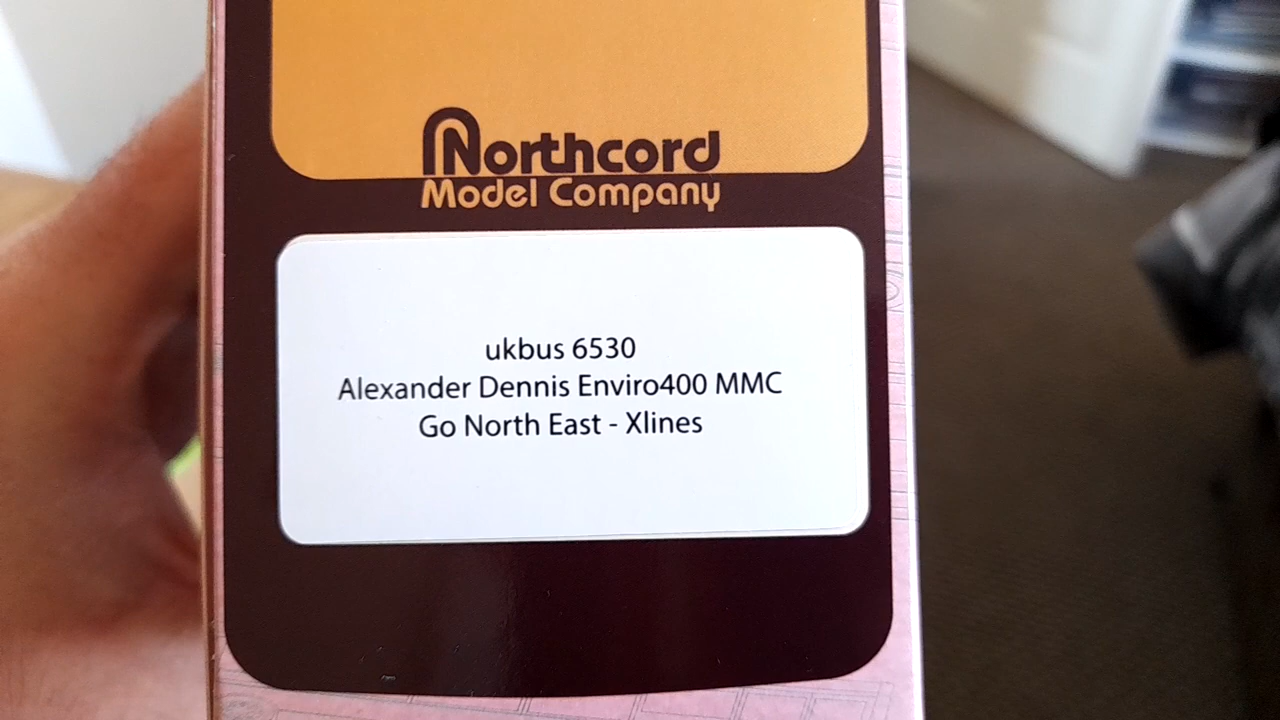 Northcord
Model Company
ukbus 6530
Alexander Dennis Enviro400 MMC
Go North East - Xlines